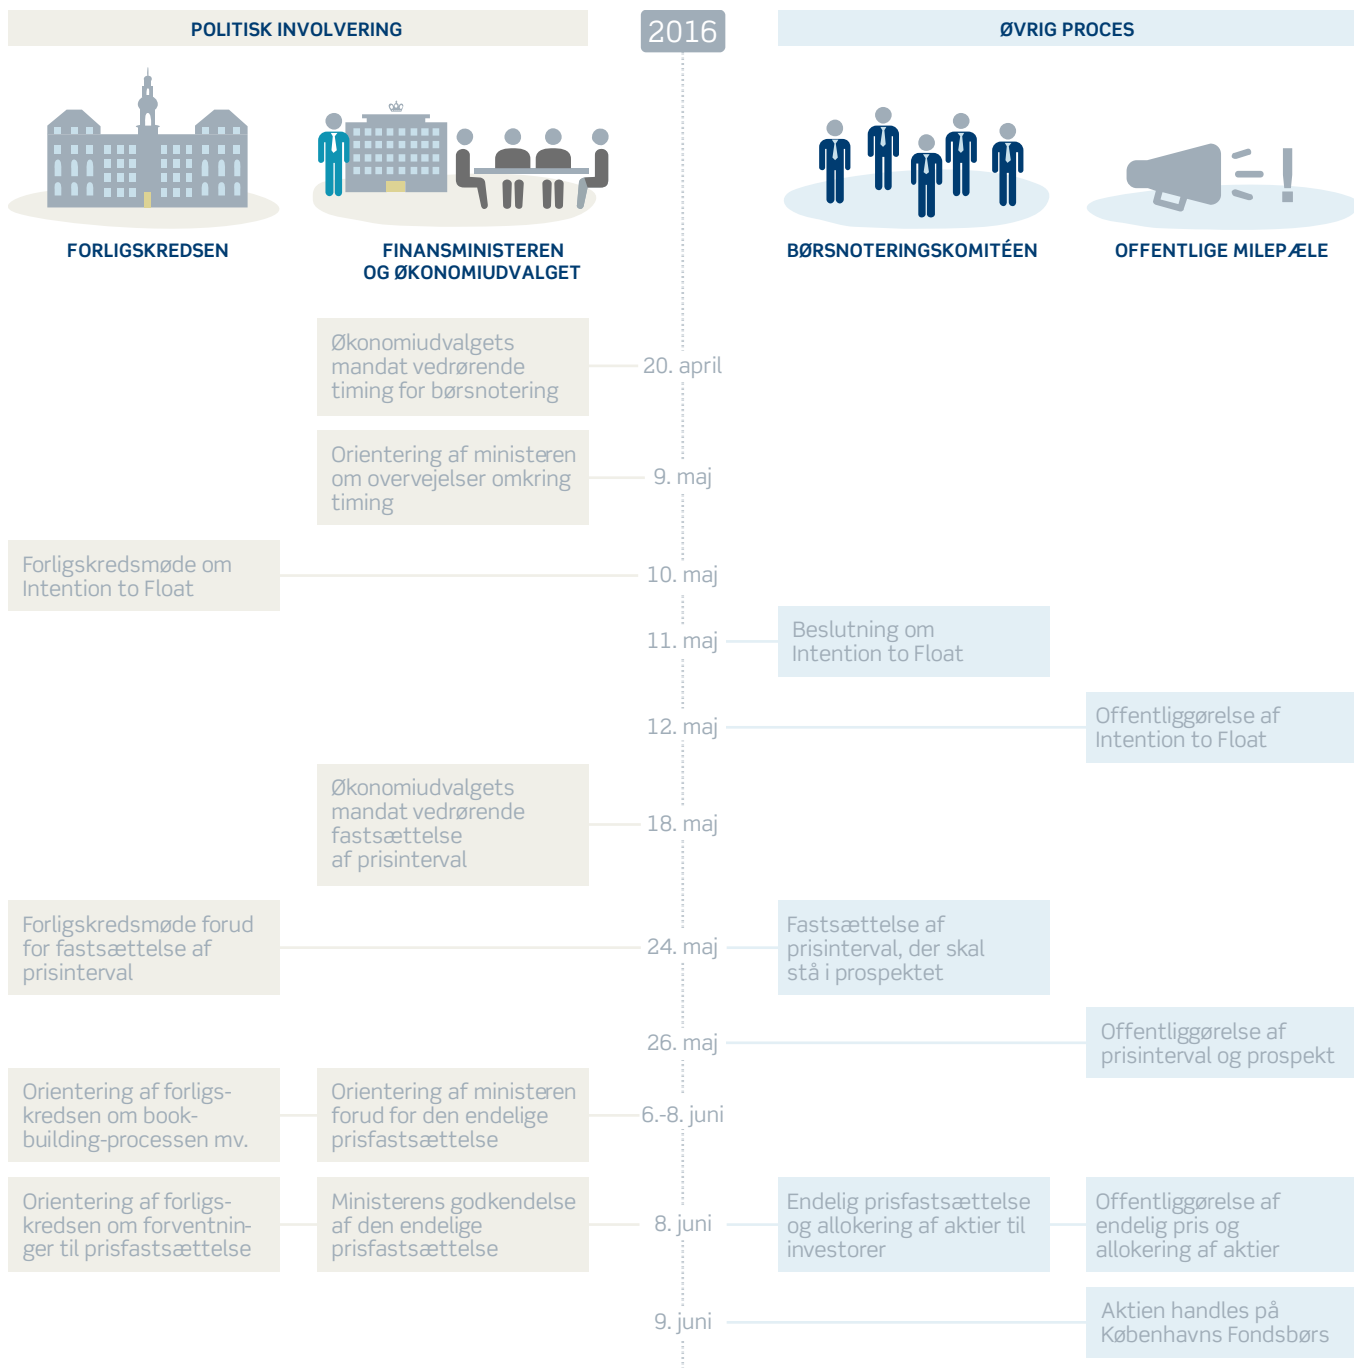 POLITISK INVOLVERING
2016
ØVRIG PROCES
FORLIGSKREDSEN
FINANSMINISTEREN
OG ØKONOMIUDVALGET
BØRSNOTERINGSKOMITÉEN
OFFENTLIGE MILEPÆLE
Økonomiudvalgets
mandat vedrørende
timing for børsnotering
20. april
Orientering af ministeren
om overvejelser omkring
timing
9. maj
Forligskredsmøde om
Intention to Float
10. maj
11. maj
Beslutning om
Intention to Float
12. maj
Offentliggørelse af
Intention to Float
Økonomiudvalgets
mandat vedrørende
fastsættelse
af prisinterval
18. maj
Forligskredsmøde forud
for fastsættelse af
prisinterval
24. maj
Fastsættelse af
prisinterval, der skal
stå i prospektet
26. maj
Offentliggørelse af
prisinterval og prospekt
Orientering af forligs-
kredsen om book-
building-processen mv.
Orientering af ministeren
forud for den endelige
prisfastsættelse
6.-8. juni
Orientering af forligs-
kredsen om forventnin-
ger til prisfastsættelse
Ministerens godkendelse
af den endelige
prisfastsættelse
8. juni
Endelig prisfastsættelse
og allokering af aktier til
investorer
Offentliggørelse af
endelig pris og
allokering af aktier
9. juni
Aktien handles på
Københavns Fondsbørs